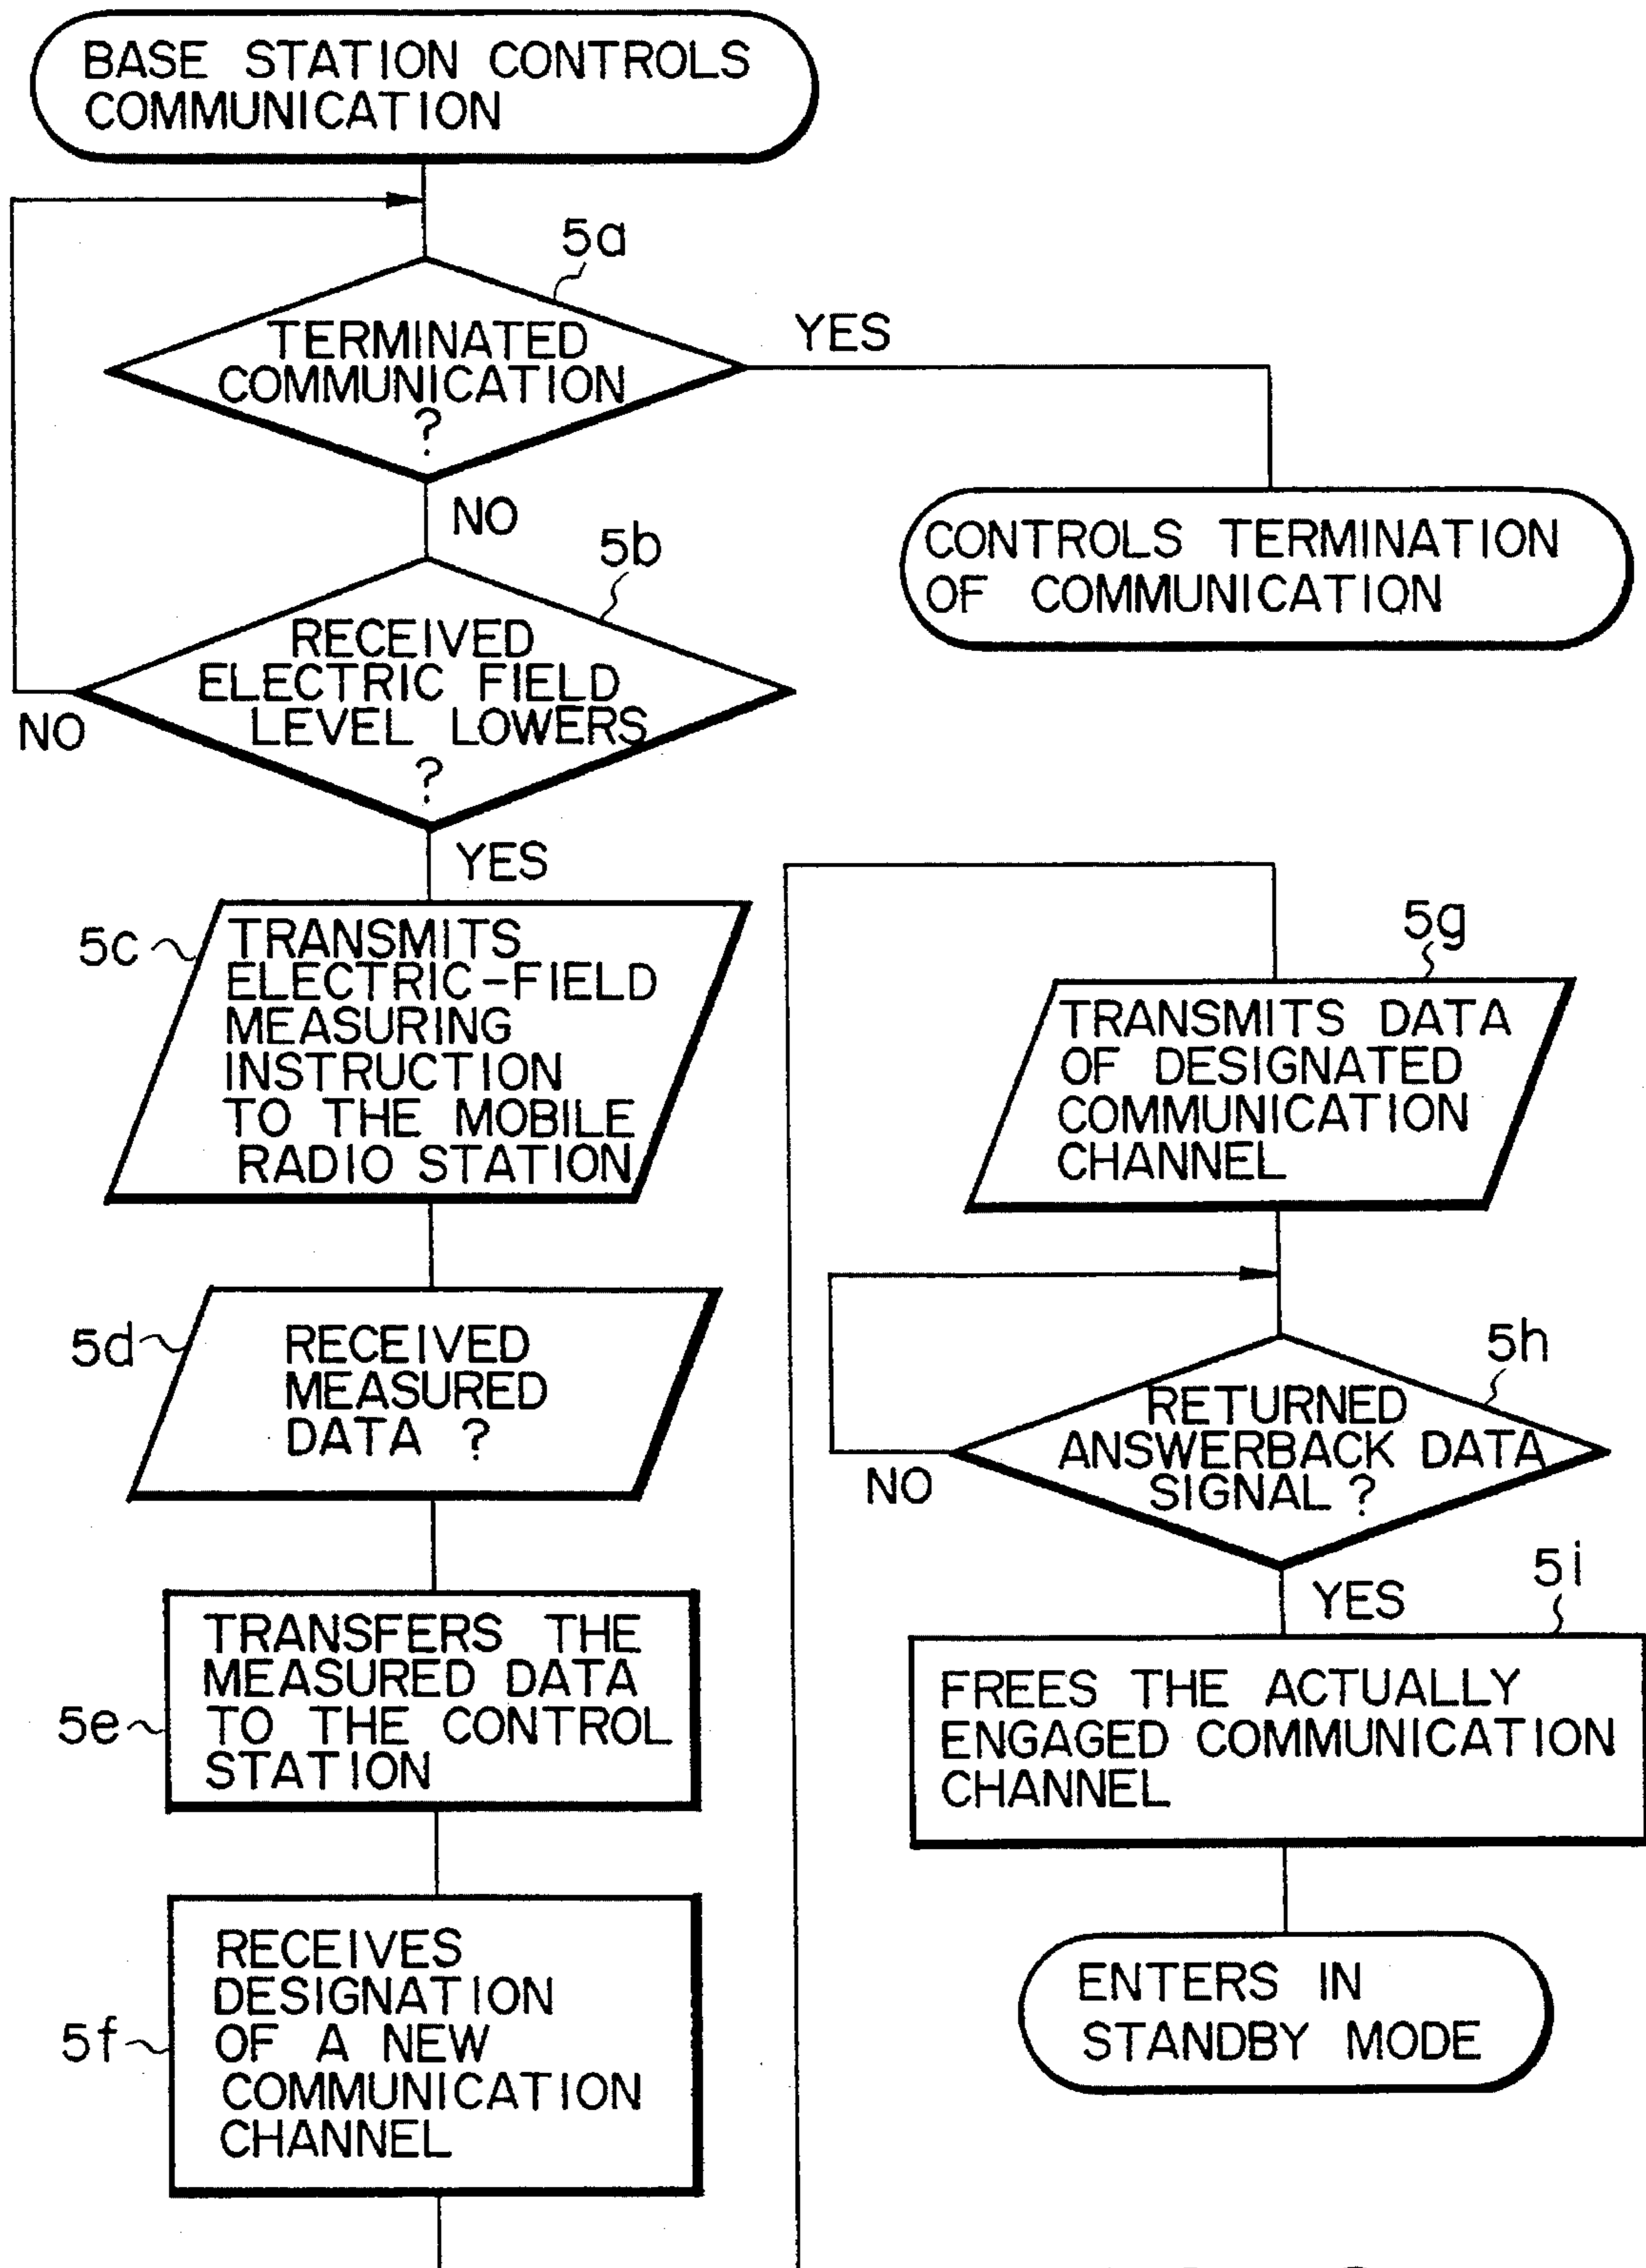 BASE STATION CONTROLS
COMMUNICATION
5a
TERMINATED
COMMUNICATION
?
YES
NO
CONTROLS TERMINATION
OF COMMUNICATION
5b
RECEIVED
ELECTRIC FIELD
LEVEL LOWERS
?
NO
YES
5c
TRANSMITS
ELECTRIC-FIELD
MEASURING
INSTRUCTION
TO THE MOBILE
RADIO STATION
5d
RECEIVED
MEASURED
DATA ?
5e
TRANSFERS THE
MEASURED DATA
TO THE CONTROL
STATION
5f
RECEIVES
DESIGNATION
OF A NEW
COMMUNICATION
CHANNEL
5g
TRANSMITS DATA
OF DESIGNATED
COMMUNICATION
CHANNEL
5h
RETURNED
ANSWERBACK DATA
SIGNAL ?
NO
YES
5i
FREES THE ACTUALLY
ENGAGED COMMUNICATION
CHANNEL
ENTERS IN
STANDBY MODE